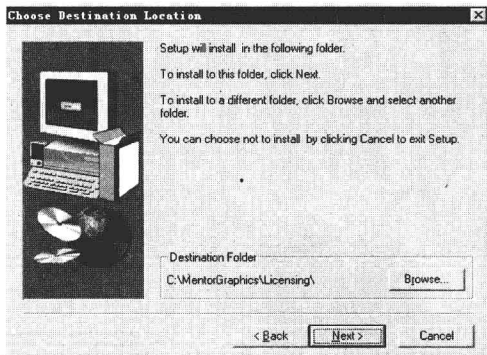 Choose Destination Location
Setup will install in the following folder.
To install to this folder, click Next.
To install to a different folder, click Browse and select another
folder.
You can choose not to install by clicking Cancel to exit Setup.
Destination Folder
C:\MentorGraphics\Licensing\
Browse...
< Back
Next >
Cancel